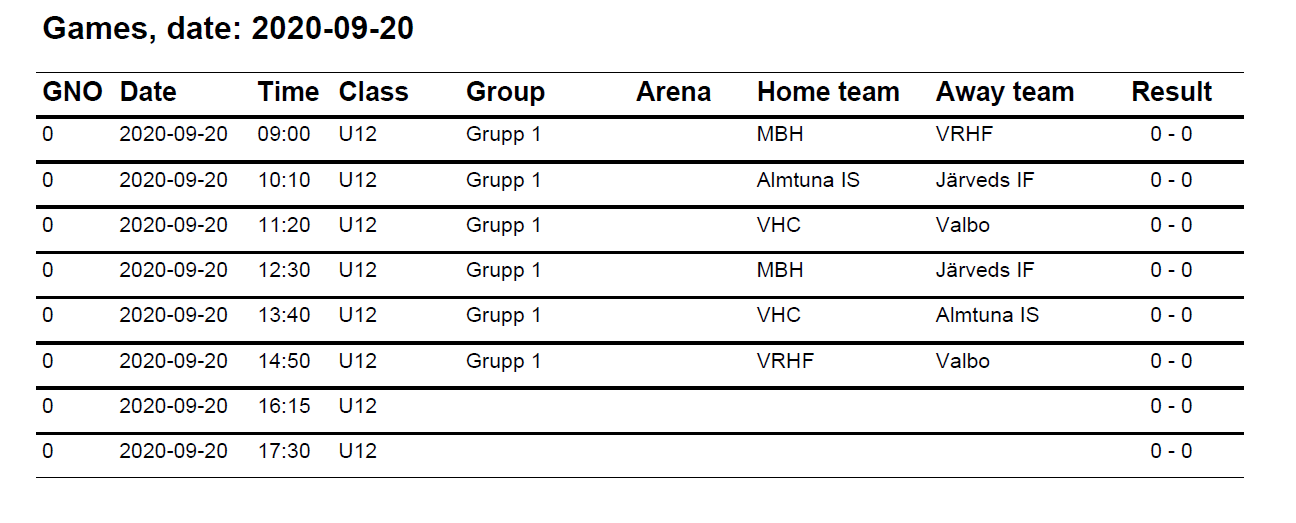 Games, date: 2020-09-20
GNO Date Time Class Group Arena Home team Away team Result
0 2020-09-20 09:00 U12 Grupp 1 MBH VRHF 0 - 0
0 2020-09-20 10:10 U12 Grupp 1 Almtuna IS Järveds IF 0 - 0
0 2020-09-20 11:20 U12 Grupp 1 VHC Valbo 0 - 0
0 2020-09-20 12:30 U12 Grupp 1 MBH Järveds IF 0 - 0
0 2020-09-20 13:40 U12 Grupp 1 VHC Almtuna IS 0 - 0
0 2020-09-20 14:50 U12 Grupp 1 VRHF Valbo 0 - 0
0 2020-09-20 16:15 U12 0 - 0
0 2020-09-20 17:30 U12 0 - 0